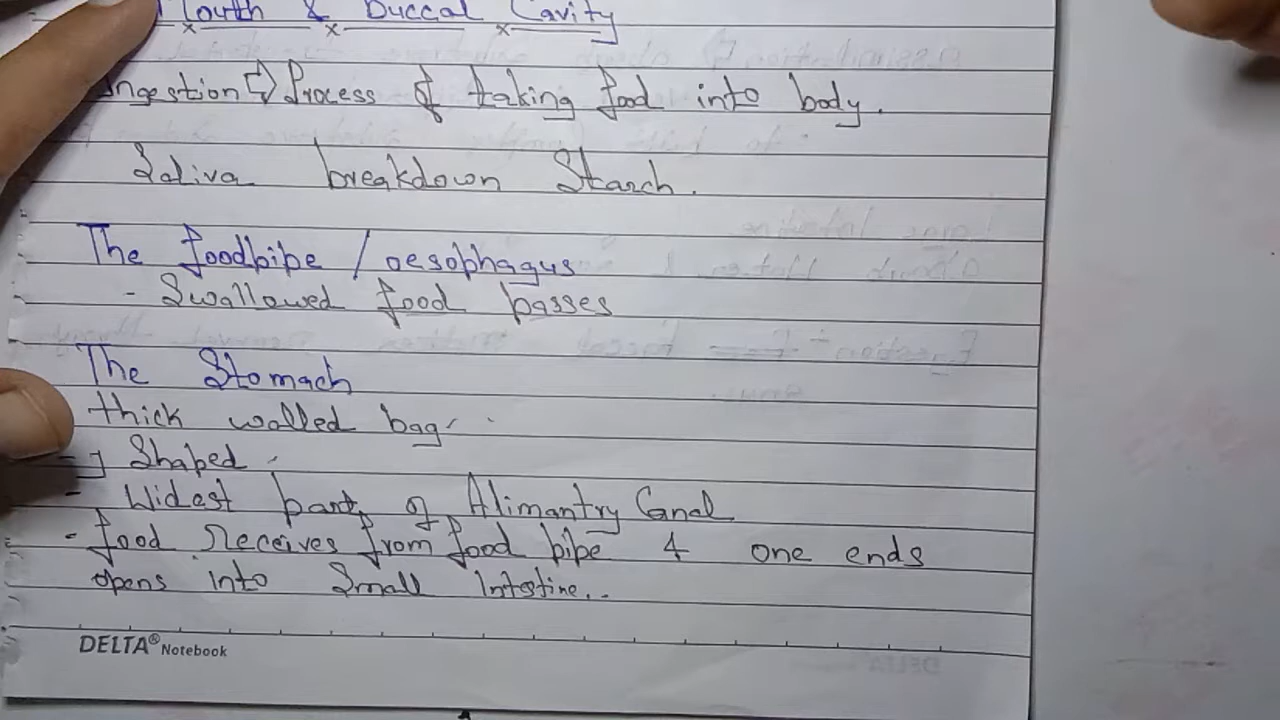 Mouth & Buccal Cavity
Ingestion ⇒ Process of taking food into body.
Saliva breakdown Starch.
The foodpipe / oesophagus
- Swallowed food passes
The Stomach
thick walled bag
- J Shaped
- Widest part of Alimantry Canal
- food Receives from food pipe & one ends
opens into Small Intestine..
DELTA® Notebook